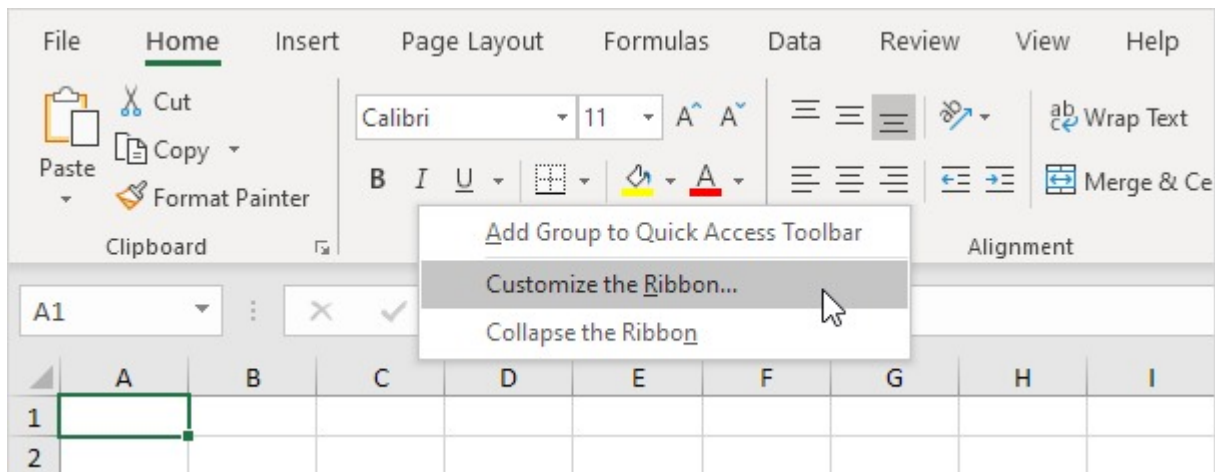 File Home Insert Page Layout Formulas Data Review View Help
Cut
Copy
Paste
Format Painter
Clipboard
Calibri 11 A A
B I U A
ab Wrap Text
Merge & Ce
Add Group to Quick Access Toolbar
Alignment
Customize the Ribbon...
Collapse the Ribbon
A1
A B C D E F G H I
1
2